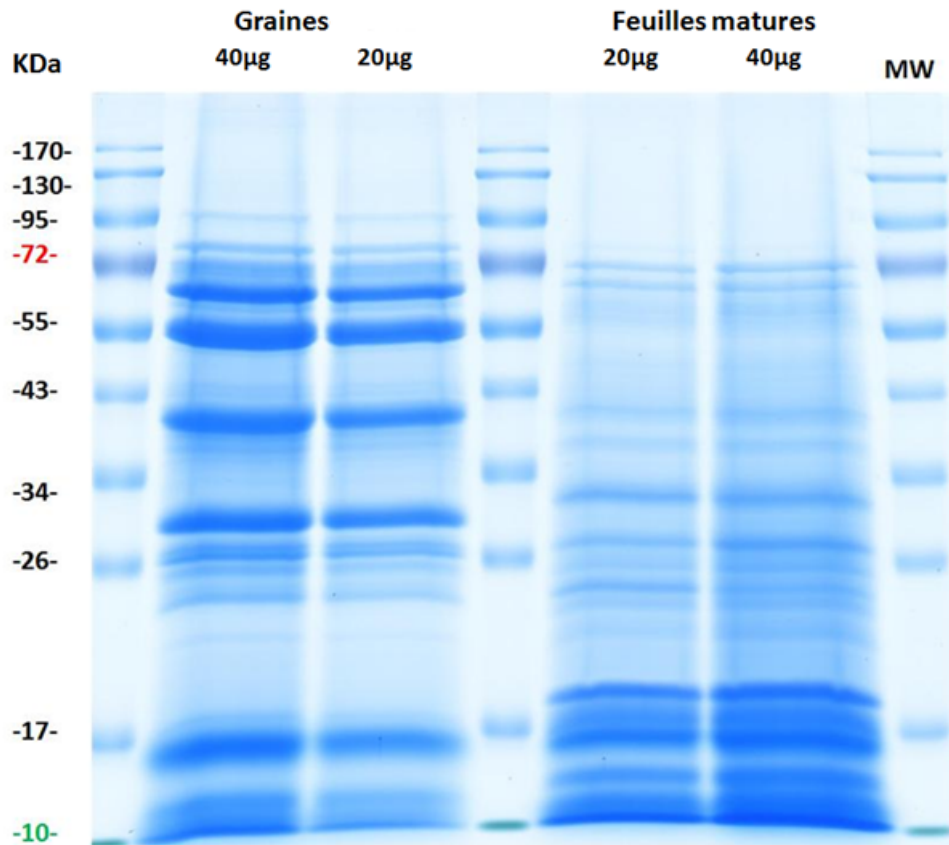 Graines
Feuilles matures
KDa
40µg
20µg
20µg
40µg
MW
-170-
-130-
-95-
-72-
-55-
-43-
-34-
-26-
-17-
-10-